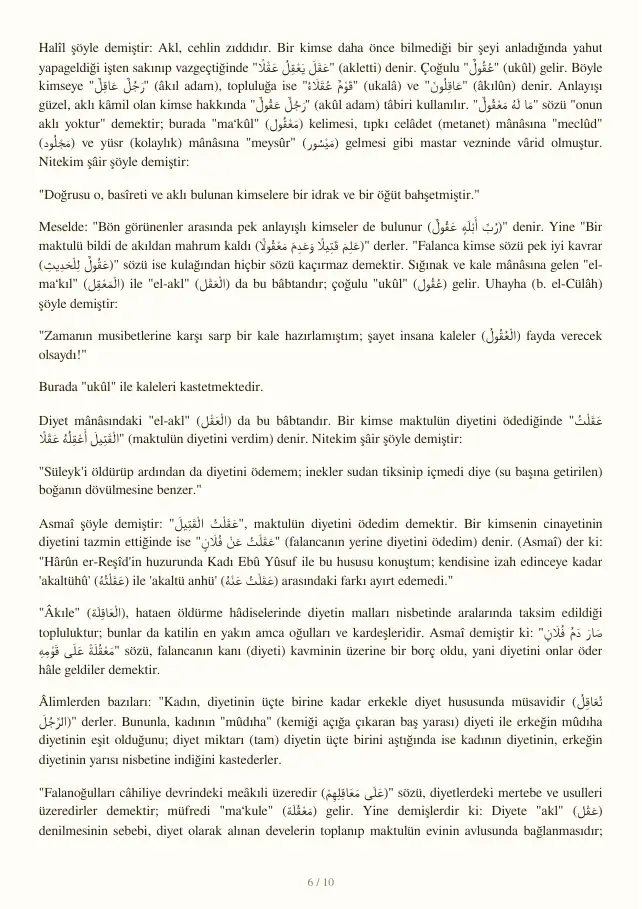 Halîl şöyle demiştir: Akl, cehlin zıddıdır. Bir kimse daha önce bilmediği bir şeyi anladığında yahut
yapageldiği işten sakınıp vazgeçtiğinde "عَقَلَ يَعْقِلُ عَقْلًا" (akletti) denir. Çoğulu "عُقُولٌ" (ukûl) gelir. Böyle
kimseye "رَجُلٌ عَاقِلٌ" (âkıl adam), topluluğa ise "قَوْمٌ عُقَلَاءُ" (ukalâ) ve "عَاقِلُونَ" (âkılûn) denir. Anlayışı
güzel, aklı kâmil olan kimse hakkında "رَجُلٌ عَقُولٌ" (akûl adam) tâbiri kullanılır. "مَا لَهُ مَعْقُولٌ" sözü "onun
aklı yoktur" demektir; burada "ma‘kûl" (مَعْقُول) kelimesi, tıpkı celâdet (metanet) mânâsına "meclûd"
(مَجْلُود) ve yüsr (kolaylık) mânâsına "meysûr" (مَيْسُور) gelmesi gibi mastar vezninde vârid olmuştur.
Nitekim şâir şöyle demiştir:
"Doğrusu o, basîreti ve aklı bulunan kimselere bir idrak ve bir öğüt bahşetmiştir."
Meselde: "Bön görünenler arasında pek anlayışlı kimseler de bulunur (رُبَّ أَبْلَهٍ عَقُولٌ)" denir. Yine "Bir
maktulü bildi de akıldan mahrum kaldı (عَلِمَ قَتِيلًا وَعَدِمَ مَعْقُولًا)" derler. "Falanca kimse sözü pek iyi kavrar
(عَقُولٌ لِلْحَدِيثِ)" sözü ise kulağından hiçbir sözü kaçırmaz demektir. Sığınak ve kale mânâsına gelen "el-
ma‘kıl" (الْمَعْقِل) ile "el-akl" (الْعَقْل) da bu bâbtandır; çoğulu "ukûl" (عُقُول) gelir. Uhayha (b. el-Cülâh)
şöyle demiştir:
"Zamanın musibetlerine karşı sarp bir kale hazırlamıştım; şayet insana kaleler (الْعُقُولُ) fayda verecek
olsaydı!"
Burada "ukûl" ile kaleleri kastetmektedir.
Diyet mânâsındaki "el-akl" (الْعَقْل) da bu bâbtandır. Bir kimse maktulün diyetini ödediğinde "عَقَلْتُ
الْقَتِيلَ أَعْقِلُهُ عَقْلًا" (maktulün diyetini verdim) denir. Nitekim şâir şöyle demiştir:
"Süleyk'i öldürüp ardından da diyetini ödemem; inekler sudan tiksinip içmedi diye (su başına getirilen)
boğanın dövülmesine benzer."
Asmaî şöyle demiştir: "عَقَلْتُ الْقَتِيلَ", maktulün diyetini ödedim demektir. Bir kimsenin cinayetinin
diyetini tazmin ettiğinde ise "عَقَلْتُ عَنْ فُلَانٍ" (falancanın yerine diyetini ödedim) denir. (Asmaî) der ki:
"Hârûn er-Reşîd'in huzurunda Kadı Ebû Yûsuf ile bu hususu konuştum; kendisine izah edinceye kadar
'akaltühû' (عَقَلْتُهُ) ile 'akaltü anhü' (عَقَلْتُ عَنْهُ) arasındaki farkı ayırt edemedi."
"Âkıle" (الْعَاقِلَة), hataen öldürme hâdiselerinde diyetin malları nisbetinde aralarında taksim edildiği
topluluktur; bunlar da katilin en yakın amca oğulları ve kardeşleridir. Asmaî demiştir ki: "صَارَ دَمُ فُلَانٍ
مَعْقُلَةً عَلَى قَوْمِهِ" sözü, falancanın kanı (diyeti) kavminin üzerine bir borç oldu, yani diyetini onlar öder
hâle geldiler demektir.
Âlimlerden bazıları: "Kadın, diyetinin üçte birine kadar erkekle diyet hususunda müsavidir (تُعَاقِلُ
الرَّجُلَ)" derler. Bununla, kadının "mûdıha" (kemiği açığa çıkaran baş yarası) diyeti ile erkeğin mûdıha
diyetinin eşit olduğunu; diyet miktarı (tam) diyetin üçte birini aştığında ise kadının diyetinin, erkeğin
diyetinin yarısı nisbetine indiğini kastederler.
"Falanoğulları câhiliye devrindeki meâkıli üzeredir (عَلَى مَعَاقِلِهِمْ)" sözü, diyetlerdeki mertebe ve usulleri
üzeredirler demektir; müfredi "ma‘kule" (مَعْقُلَة) gelir. Yine demişlerdir ki: Diyete "akl" (عَقْل)
denilmesinin sebebi, diyet olarak alınan develerin toplanıp maktulün evinin avlusunda bağlanmasıdır;
6 / 10